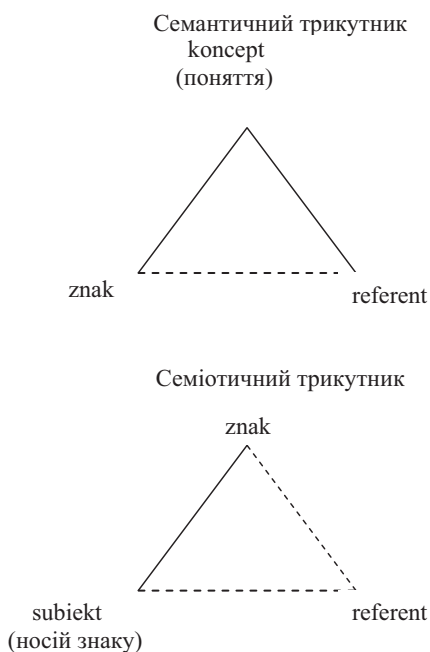 Семантичний трикутник
koncept
(поняття)
znak
referent
Семіотичний трикутник
znak
subiekt
referent
(носій знаку)